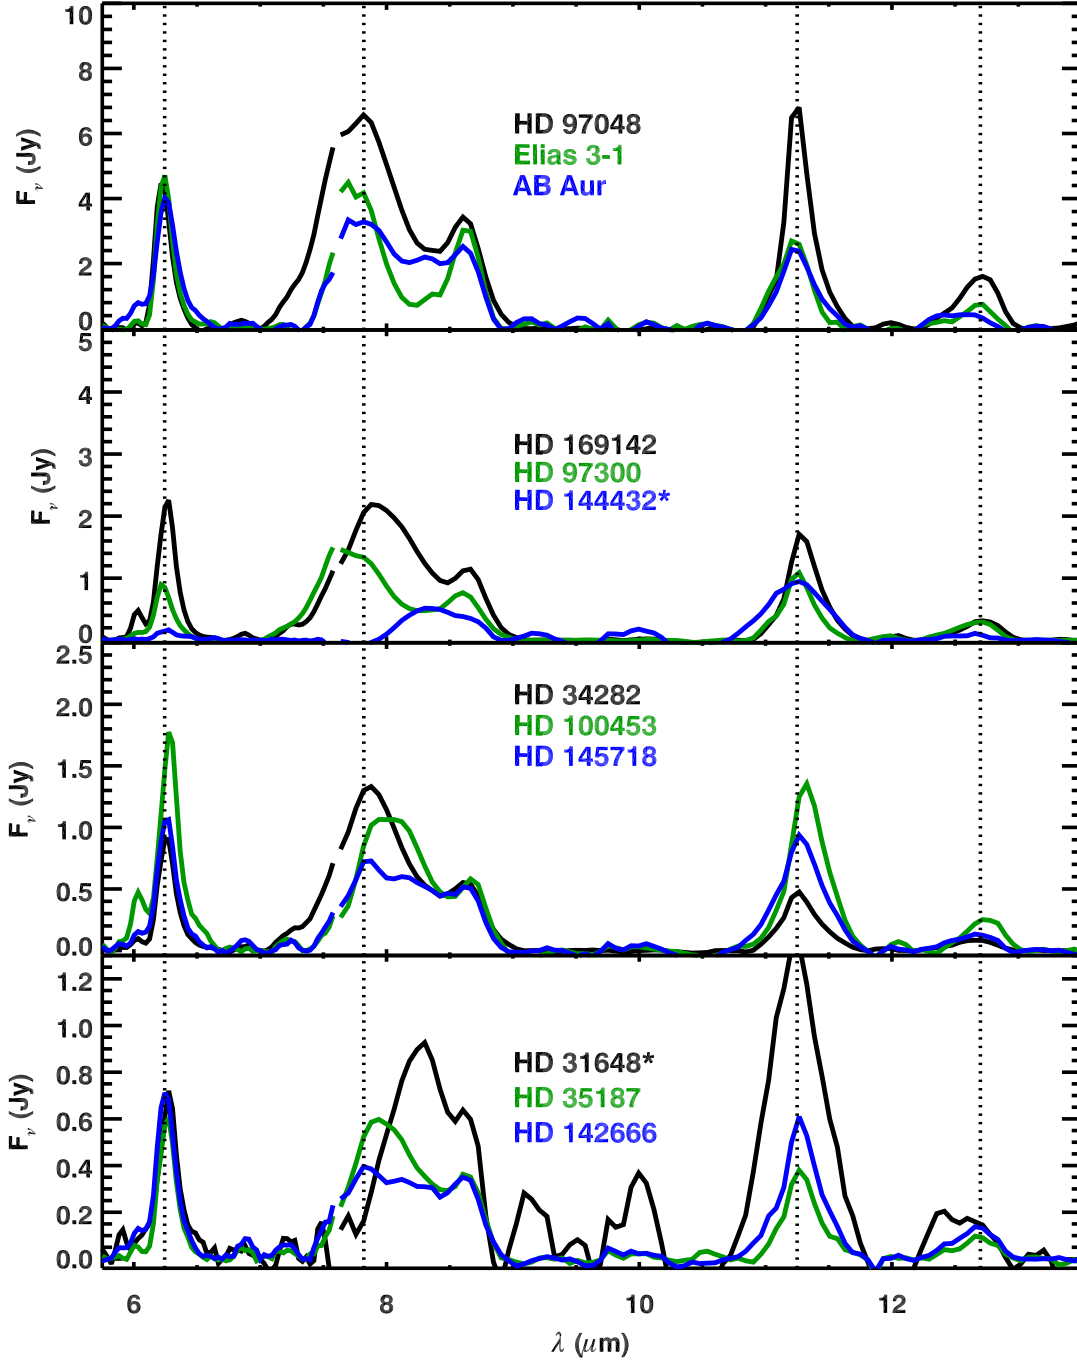 10
8
6
4
2
0
F_ν (Jy)
HD 97048
Elias 3-1
AB Aur
5
4
3
2
1
0
F_ν (Jy)
HD 169142
HD 97300
HD 144432*
2.5
2.0
1.5
1.0
0.5
0.0
F_ν (Jy)
HD 34282
HD 100453
HD 145718
1.2
1.0
0.8
0.6
0.4
0.2
0.0
F_ν (Jy)
HD 31648*
HD 35187
HD 142666
6 8 10 12
λ (μm)